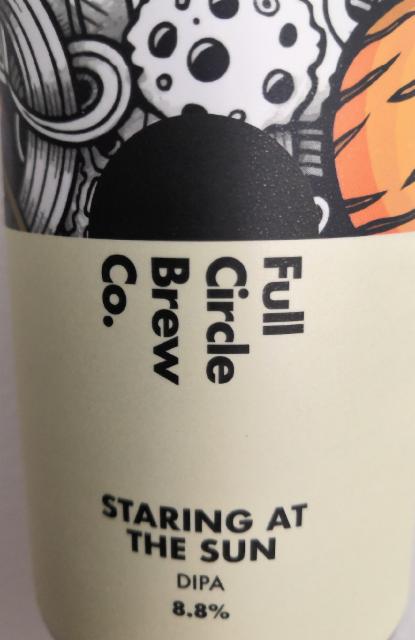 Full
Circle
Brew
Co.
STARING AT
THE SUN
DIPA
8.8%